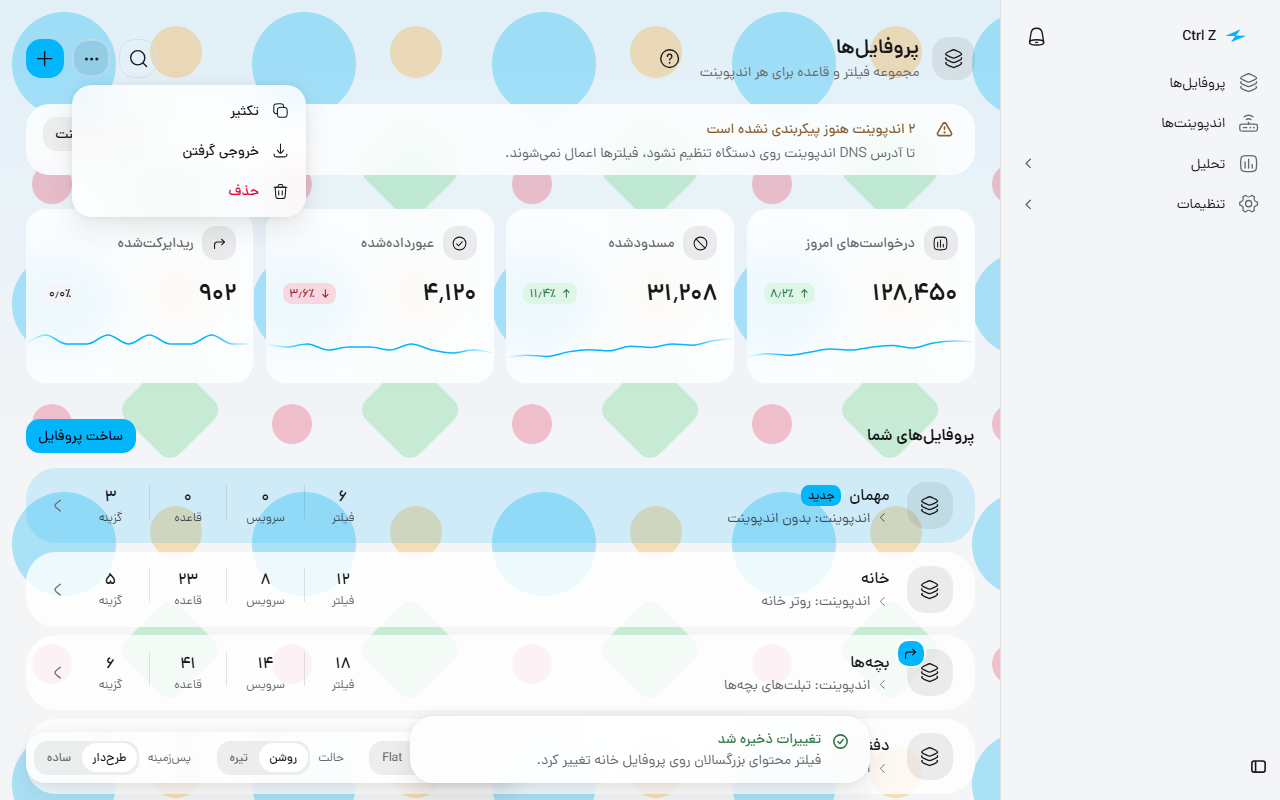 Ctrl Z
پروفایل‌ها
اندپوینت‌ها
تحلیل
تنظیمات
پروفایل‌ها
مجموعه فیلتر و قاعده برای هر اندپوینت
تکثیر
خروجی گرفتن
حذف
۲ اندپوینت هنوز پیکربندی نشده است
تا آدرس DNS اندپوینت روی دستگاه تنظیم نشود، فیلترها اعمال نمی‌شوند.
درخواست‌های امروز
۱۲۸,۴۵۰
۸٫۲٪
مسدودشده
۳۱,۲۰۸
۱۱٫۴٪
عبورداده‌شده
۴,۱۲۰
۳٫۶٪
ریدایرکت‌شده
۹۰۲
۰٫۰٪
پروفایل‌های شما
ساخت پروفایل
مهمان جدید
اندپوینت: بدون اندپوینت
۶ ۰ ۰ ۳
فیلتر سرویس قاعده گزینه
خانه
اندپوینت: روتر خانه
۱۲ ۸ ۲۳ ۵
فیلتر سرویس قاعده گزینه
بچه‌ها
اندپوینت: تبلت‌های بچه‌ها
۱۸ ۱۴ ۴۱ ۶
فیلتر سرویس قاعده گزینه
تغییرات ذخیره شد
فیلتر محتوای بزرگسالان روی پروفایل خانه تغییر کرد.
Flat
حالت روشن تیره
پس‌زمینه طرح‌دار ساده